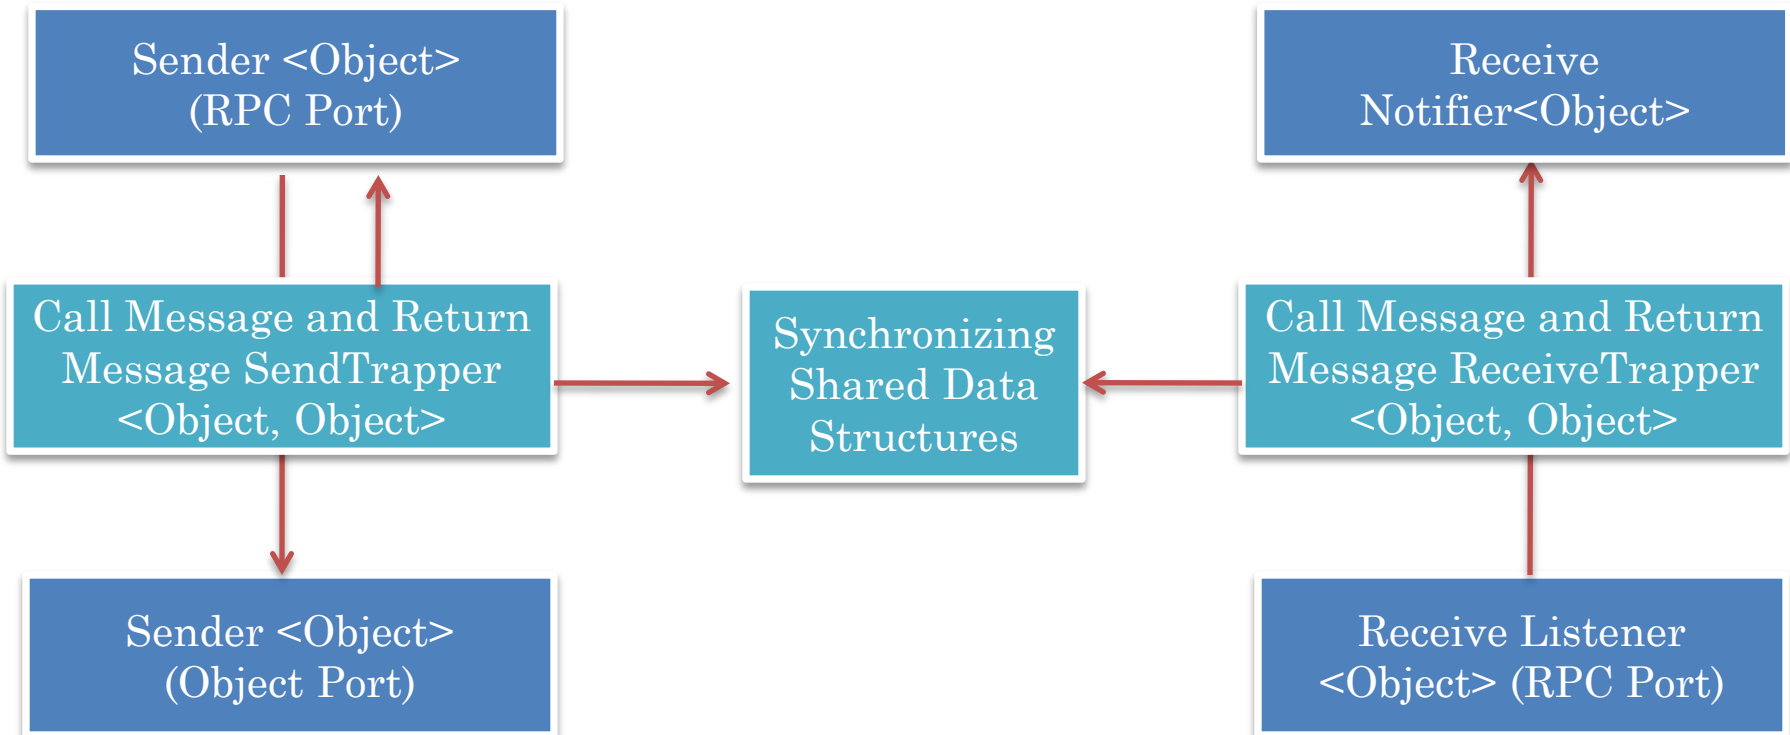 Sender <Object>
(RPC Port)
Receive
Notifier<Object>
Call Message and Return
Message SendTrapper
<Object, Object>
Synchronizing
Shared Data
Structures
Call Message and Return
Message ReceiveTrapper
<Object, Object>
Sender <Object>
(Object Port)
Receive Listener
<Object> (RPC Port)